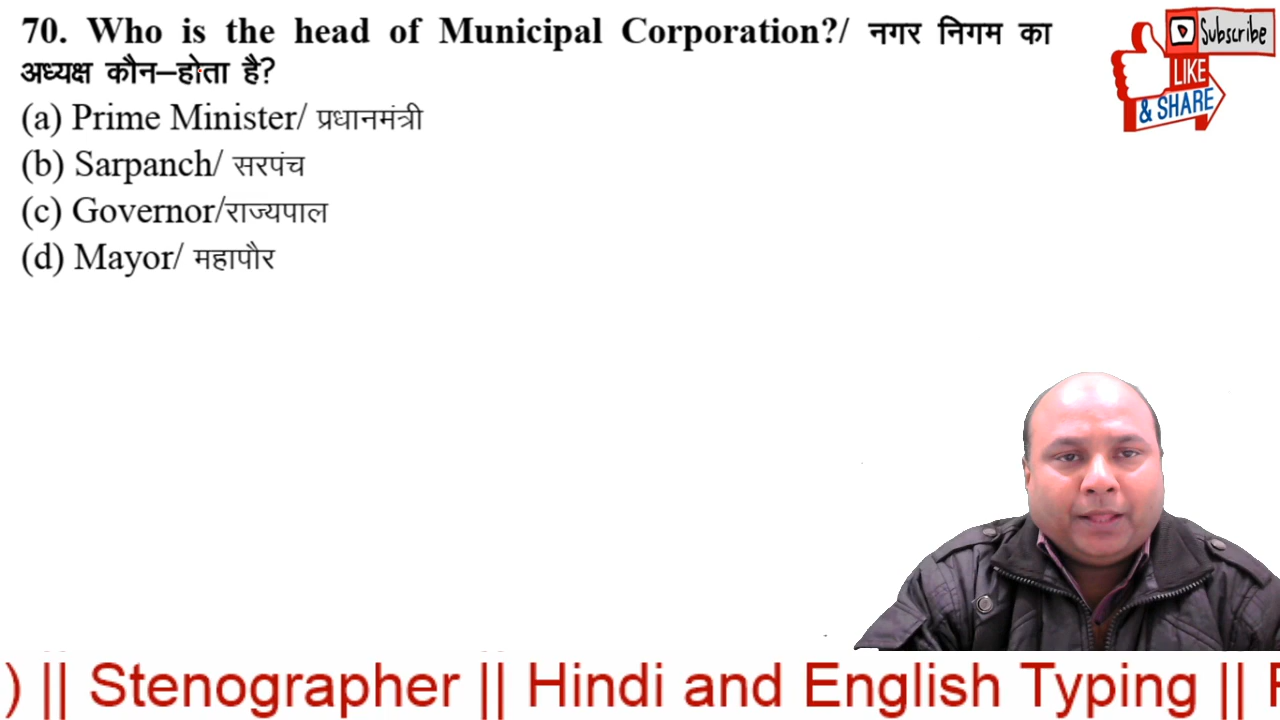 70. Who is the head of Municipal Corporation?/ नगर निगम का
अध्यक्ष कौन–होता है?
(a) Prime Minister/ प्रधानमंत्री
(b) Sarpanch/ सरपंच
(c) Governor/राज्यपाल
(d) Mayor/ महापौर
Subscribe
LIKE
& SHARE
) || Stenographer || Hindi and English Typing ||